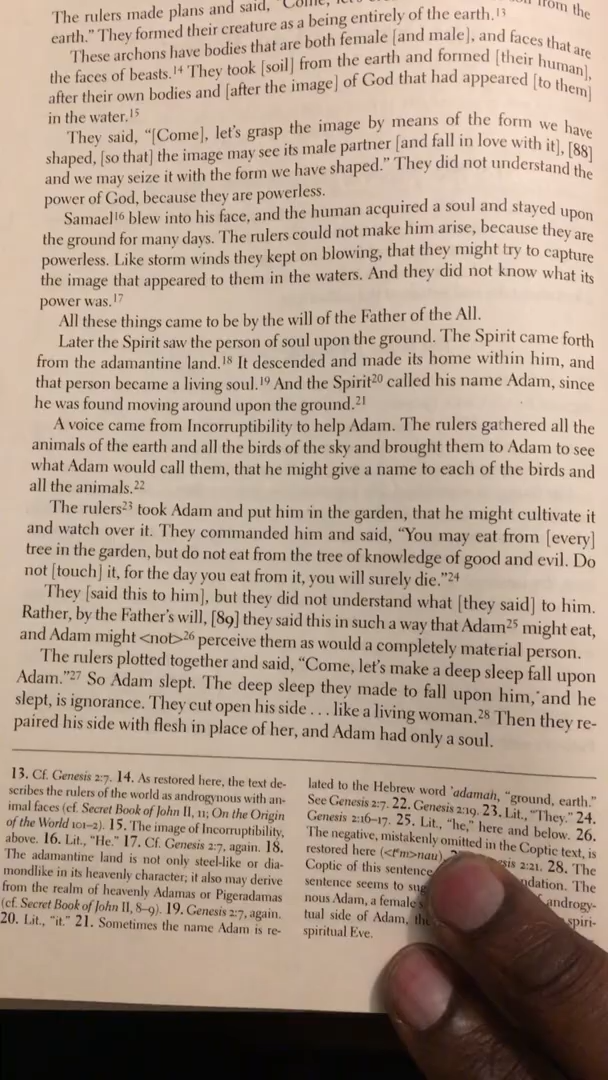 The rulers made plans and said, "Come, from the
earth." They formed their creature as a being entirely of the earth.13
These archons have bodies that are both female [and male], and faces that are
the faces of beasts.14 They took [soil] from the earth and formed [their human],
after their own bodies and [after the image] of God that had appeared [to them]
in the water.15
They said, "[Come], let's grasp the image by means of the form we have
shaped, [so that] the image may see its male partner [and fall in love with it], [88]
and we may seize it with the form we have shaped." They did not understand the
power of God, because they are powerless.
Samael16 blew into his face, and the human acquired a soul and stayed upon
the ground for many days. The rulers could not make him arise, because they are
powerless. Like storm winds they kept on blowing, that they might try to capture
the image that appeared to them in the waters. And they did not know what its
power was.17
All these things came to be by the will of the Father of the All.
Later the Spirit saw the person of soul upon the ground. The Spirit came forth
from the adamantine land.18 It descended and made its home within him, and
that person became a living soul.19 And the Spirit20 called his name Adam, since
he was found moving around upon the ground.21
A voice came from Incorruptibility to help Adam. The rulers gathered all the
animals of the earth and all the birds of the sky and brought them to Adam to see
what Adam would call them, that he might give a name to each of the birds and
all the animals.22
The rulers23 took Adam and put him in the garden, that he might cultivate it
and watch over it. They commanded him and said, "You may eat from [every]
tree in the garden, but do not eat from the tree of knowledge of good and evil. Do
not [touch] it, for the day you eat from it, you will surely die."24
They [said this to him], but they did not understand what [they said] to him.
Rather, by the Father's will, [89] they said this in such a way that Adam25 might eat,
and Adam might <not>26 perceive them as would a completely material person.
The rulers plotted together and said, "Come, let's make a deep sleep fall upon
Adam."27 So Adam slept. The deep sleep they made to fall upon him, and he
slept, is ignorance. They cut open his side . . . like a living woman.28 Then they re-
paired his side with flesh in place of her, and Adam had only a soul.
13. Cf. Genesis 2:7. 14. As restored here, the text de-
scribes the rulers of the world as androgynous with an-
imal faces (cf. Secret Book of John II, 11; On the Origin
of the World 101–2). 15. The image of Incorruptibility,
above. 16. Lit., "He." 17. Cf. Genesis 2:7, again. 18.
The adamantine land is not only steel-like or dia-
mondlike in its heavenly character; it also may derive
from the realm of heavenly Adamas or Pigeradamas
(cf. Secret Book of John II, 8–9). 19. Genesis 2:7, again.
20. Lit., "it." 21. Sometimes the name Adam is re-
lated to the Hebrew word 'adamah, "ground, earth."
See Genesis 2:7. 22. Genesis 2:19. 23. Lit., "They." 24.
Genesis 2:16–17. 25. Lit., "he," here and below. 26.
The negative, mistakenly omitted in the Coptic text, is
restored here (<t^m>nau). 2:21. 28. The
Coptic of this sentence The
sentence seems to androgy-
nous Adam, a female spiri-
tual side of Adam,
spiritual Eve.